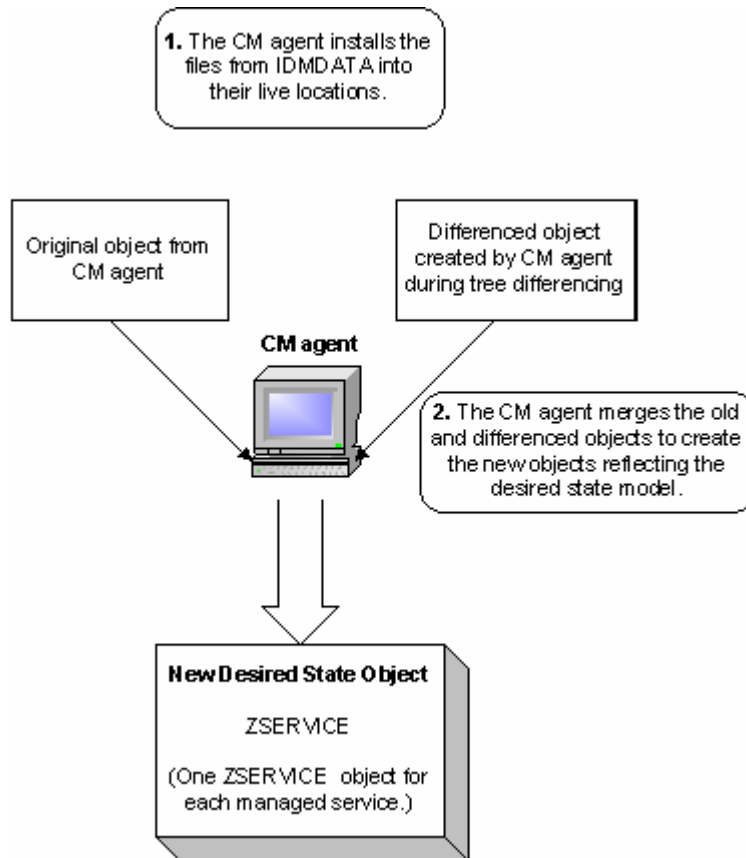 1. The CM agent installs the
files from IDMDATA into
their live locations.
Original object from
CM agent
Differenced object
created by CM agent
during tree differencing
CM agent
2. The CM agent merges the old
and differenced objects to create
the new objects reflecting the
desired state model.
New Desired State Object
ZSERVICE
(One ZSERVICE object for
each managed service.)